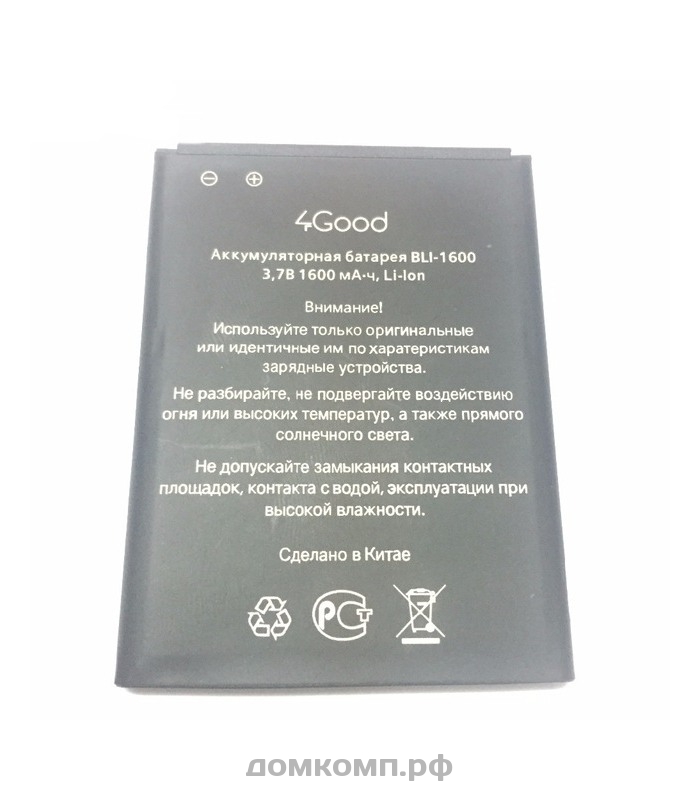 4Good
Аккумуляторная батарея BLI-1600
3,7В 1600 мА·ч, Li-Ion
Внимание!
Используйте только оригинальные
или идентичные им по харатеристикам
зарядные устройства.
Не разбирайте, не подвергайте воздействию
огня или высоких температур, а также прямого
солнечного света.
Не допускайте замыкания контактных
площадок, контакта с водой, эксплуатации при
высокой влажности.
Сделано в Китае
РСТ
домкомп.рф